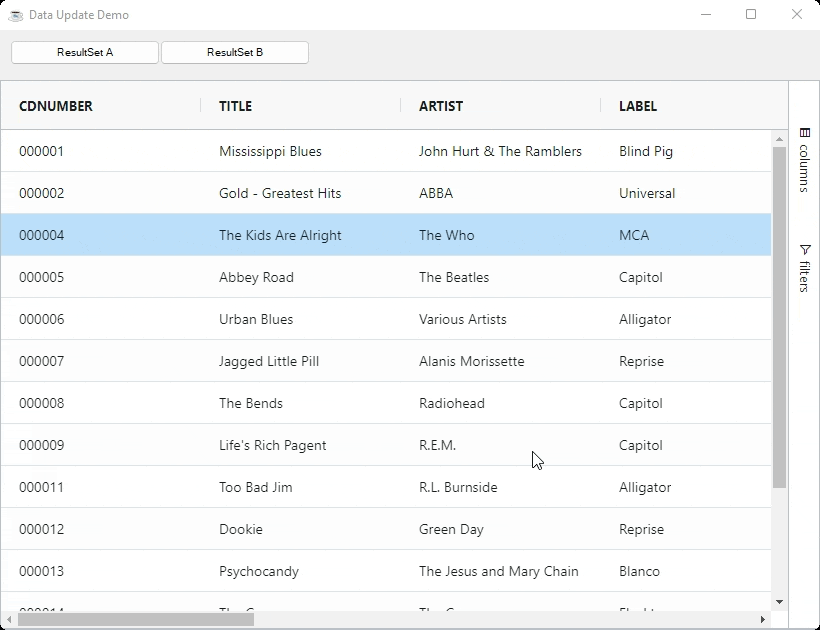 Data Update Demo
ResultSet A ResultSet B
CDNUMBER TITLE ARTIST LABEL
000001 Mississippi Blues John Hurt & The Ramblers Blind Pig
000002 Gold - Greatest Hits ABBA Universal
000004 The Kids Are Alright The Who MCA
000005 Abbey Road The Beatles Capitol
000006 Urban Blues Various Artists Alligator
000007 Jagged Little Pill Alanis Morissette Reprise
000008 The Bends Radiohead Capitol
000009 Life's Rich Pagent R.E.M. Capitol
000011 Too Bad Jim R.L. Burnside Alligator
000012 Dookie Green Day Reprise
000013 Psychocandy The Jesus and Mary Chain Blanco
columns
filters